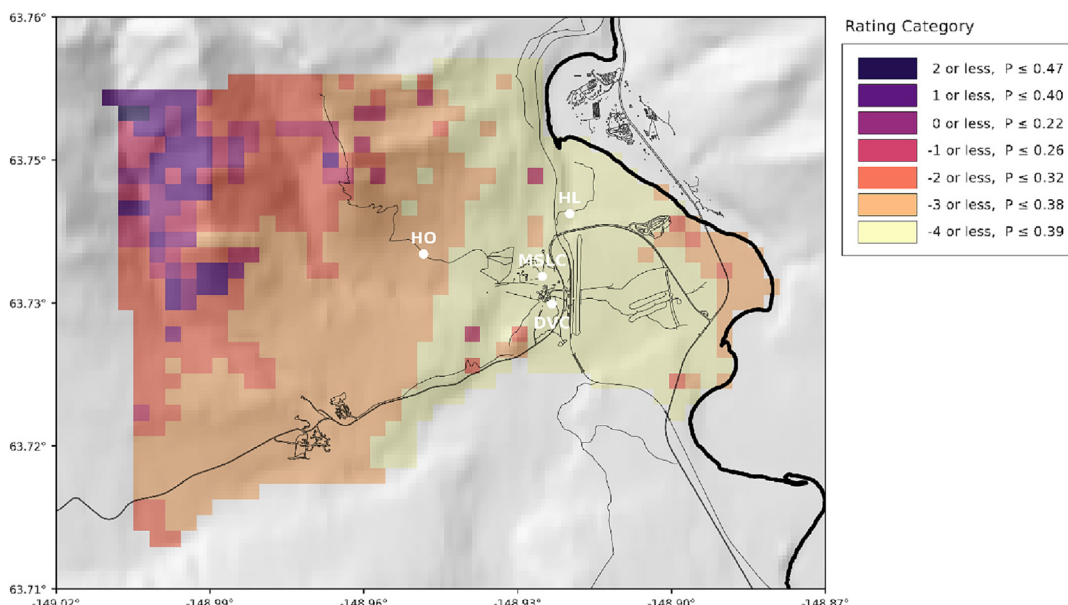 63.76°
63.75°
63.74°
63.73°
63.72°
63.71°
-149.02°
-148.99°
-148.96°
-148.93°
-148.90°
-148.87°
HL
HO
MSLC
DVC
Rating Category
2 or less, P ≤ 0.47
1 or less, P ≤ 0.40
0 or less, P ≤ 0.22
-1 or less, P ≤ 0.26
-2 or less, P ≤ 0.32
-3 or less, P ≤ 0.38
-4 or less, P ≤ 0.39